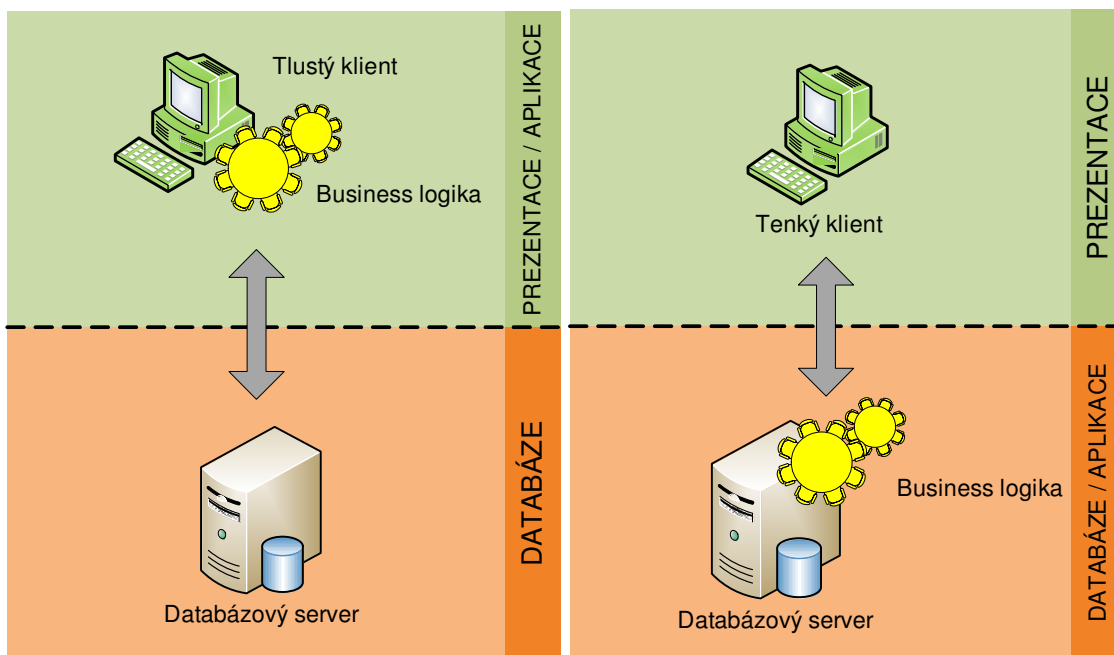 Tlustý klient
Business logika
PREZENTACE / APLIKACE
Databázový server
DATABÁZE
Tenký klient
PREZENTACE
Business logika
Databázový server
DATABÁZE / APLIKACE